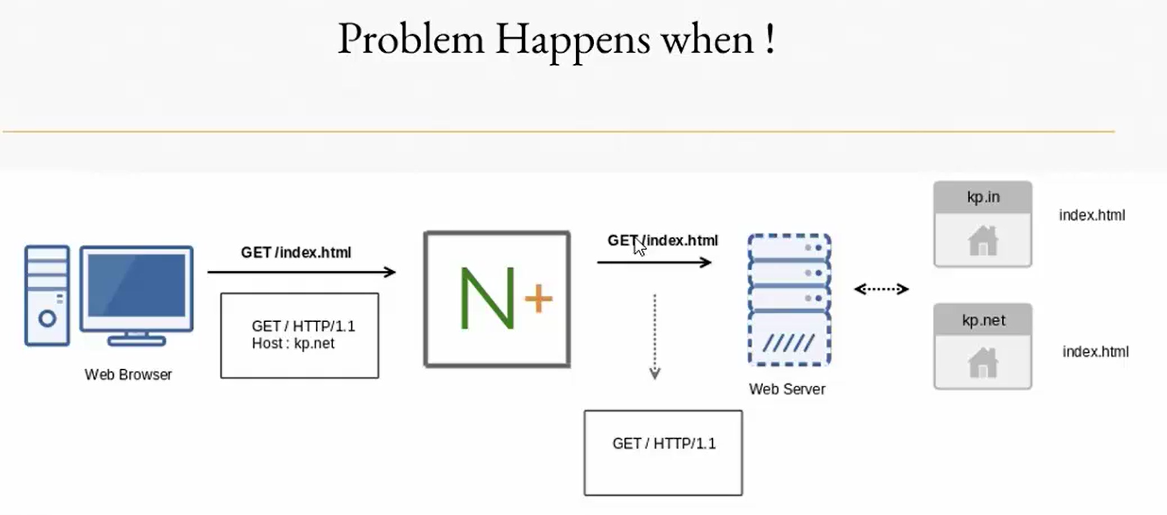 Problem Happens when !
GET /index.html
GET / HTTP/1.1
Host : kp.net
Web Browser
N+
GET /index.html
GET / HTTP/1.1
Web Server
kp.in
index.html
kp.net
index.html